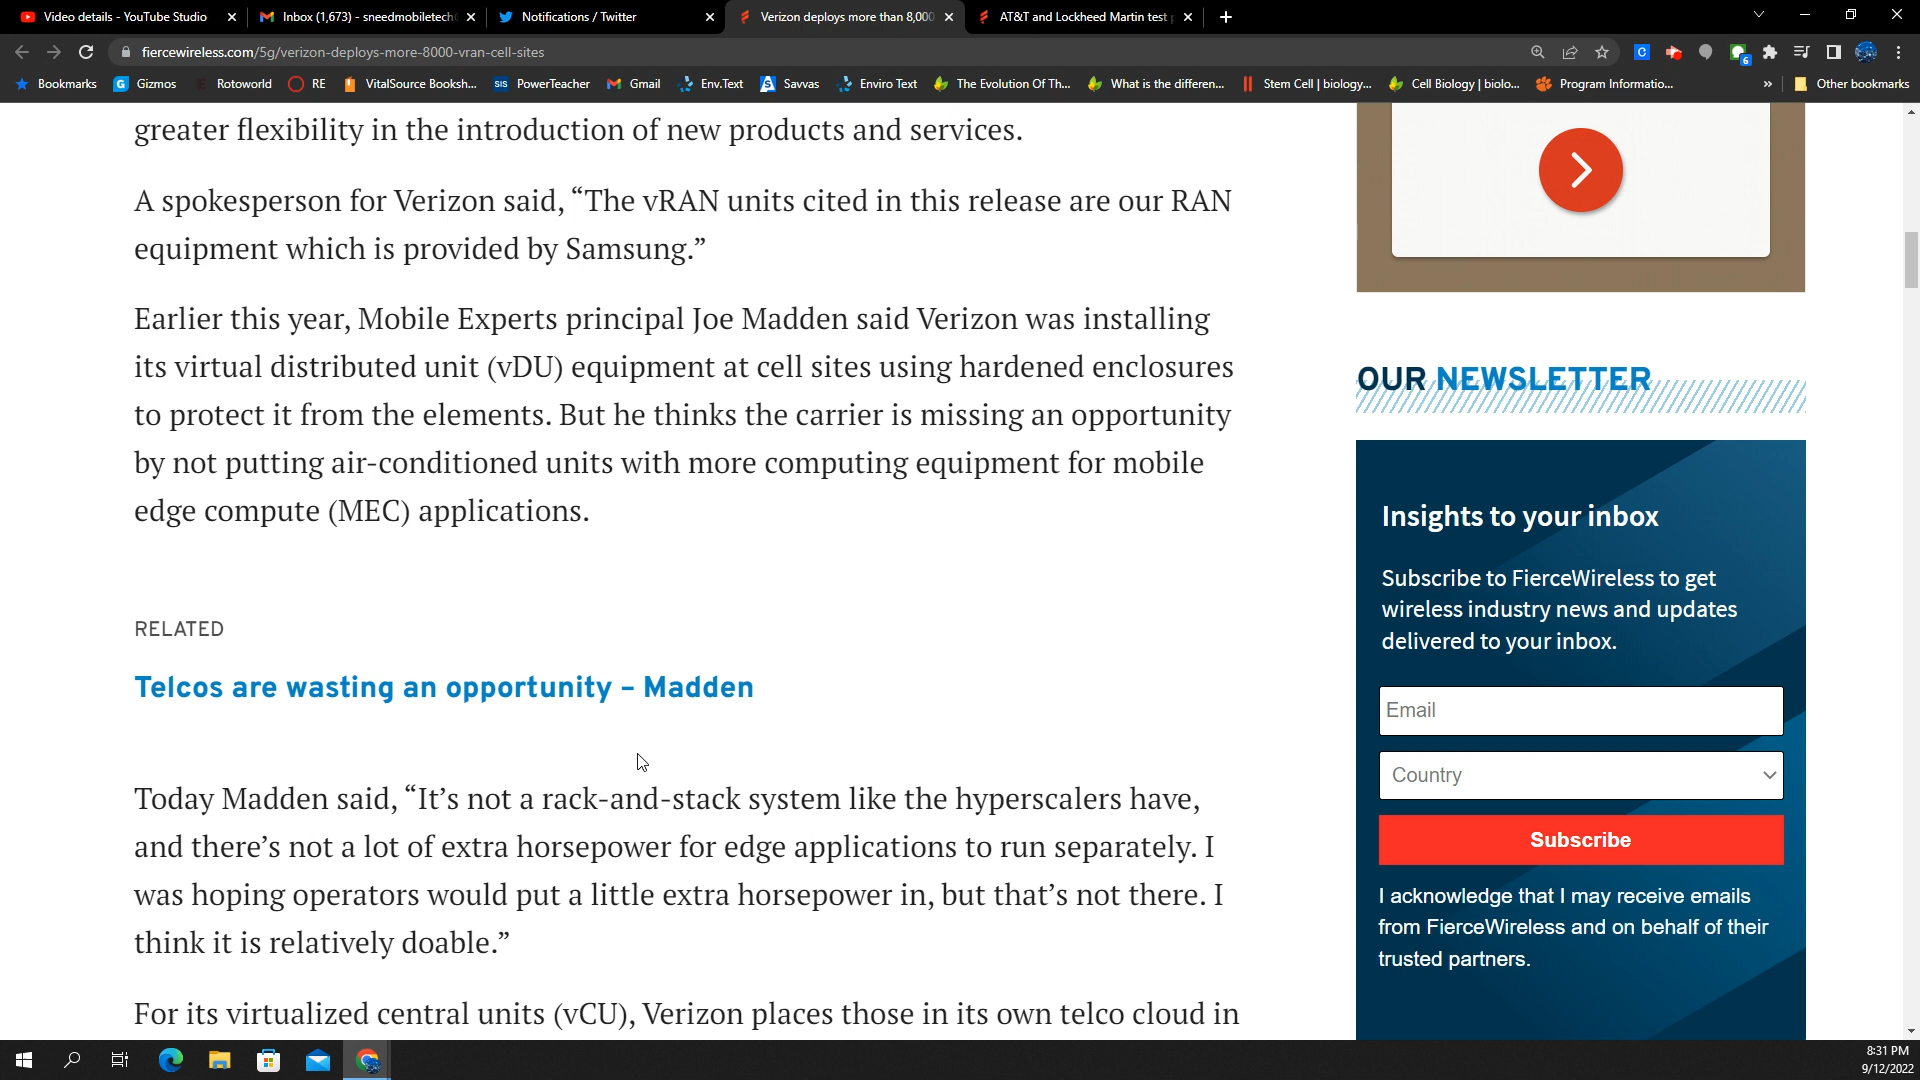 Video details - YouTube Studio
Inbox (1,673) - sneedmobiletech
Notifications / Twitter
Verizon deploys more than 8,000
AT&T and Lockheed Martin test
fiercewireless.com/5g/verizon-deploys-more-8000-vran-cell-sites
6
Bookmarks
Gizmos
Rotoworld
RE
VitalSource Booksh...
SIS PowerTeacher
Gmail
Env.Text
Savvas
Enviro Text
The Evolution Of Th...
What is the differen...
Stem Cell | biology...
Cell Biology | biolo...
Program Informatio...
»
Other bookmarks
greater flexibility in the introduction of new products and services.
A spokesperson for Verizon said, “The vRAN units cited in this release are our RAN
equipment which is provided by Samsung.”
Earlier this year, Mobile Experts principal Joe Madden said Verizon was installing
its virtual distributed unit (vDU) equipment at cell sites using hardened enclosures
to protect it from the elements. But he thinks the carrier is missing an opportunity
by not putting air-conditioned units with more computing equipment for mobile
edge compute (MEC) applications.
RELATED
Telcos are wasting an opportunity – Madden
Today Madden said, “It’s not a rack-and-stack system like the hyperscalers have,
and there’s not a lot of extra horsepower for edge applications to run separately. I
was hoping operators would put a little extra horsepower in, but that’s not there. I
think it is relatively doable.”
For its virtualized central units (vCU), Verizon places those in its own telco cloud in
OUR NEWSLETTER
Insights to your inbox
Subscribe to FierceWireless to get
wireless industry news and updates
delivered to your inbox.
Email
Country
Subscribe
I acknowledge that I may receive emails
from FierceWireless and on behalf of their
trusted partners.
8:31 PM
9/12/2022